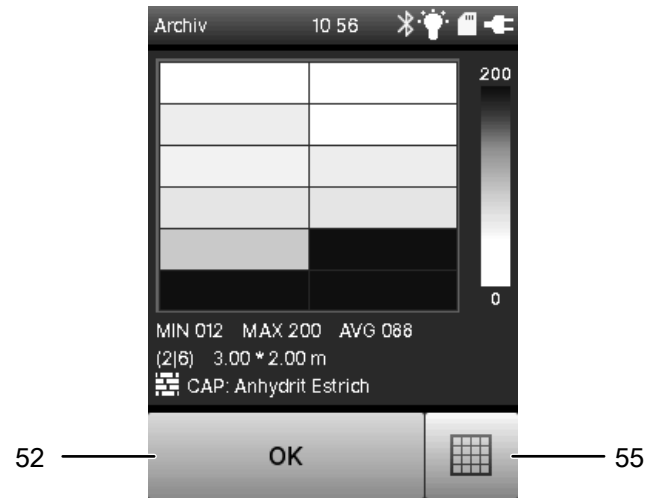 Archiv 10 56
200
0
MIN 012 MAX 200 AVG 088
(2|6) 3.00 * 2.00 m
CAP: Anhydrit Estrich
52 OK 55